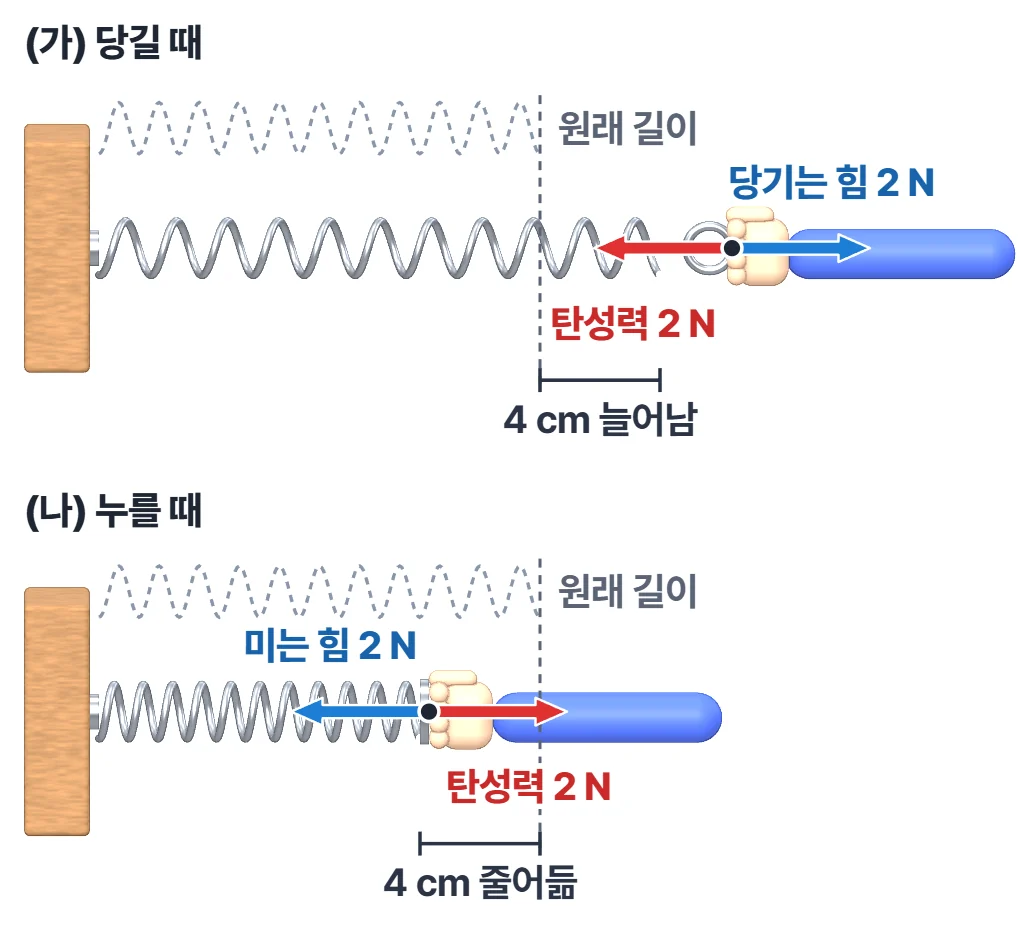 (가) 당길 때
원래 길이
당기는 힘 2 N
탄성력 2 N
4 cm 늘어남
(나) 누를 때
원래 길이
미는 힘 2 N
탄성력 2 N
4 cm 줄어듦